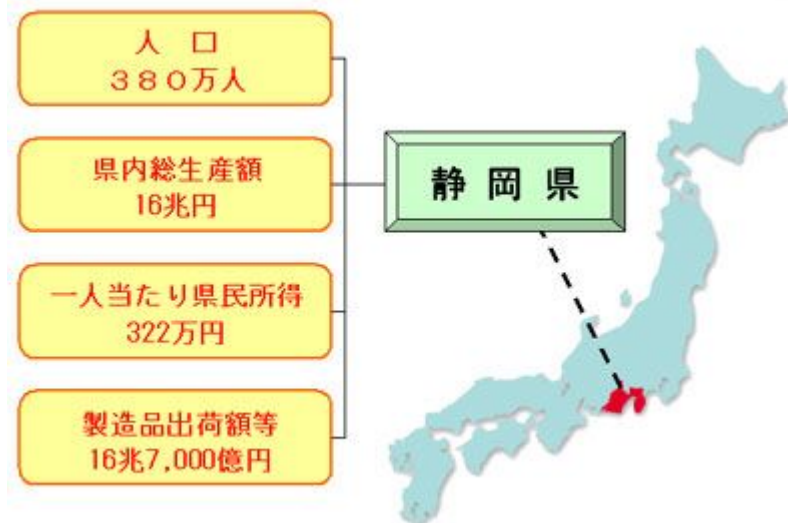 人　口
３８０万人
県内総生産額
16兆円
一人当たり県民所得
322万円
製造品出荷額等
16兆7,000億円
静 岡 県